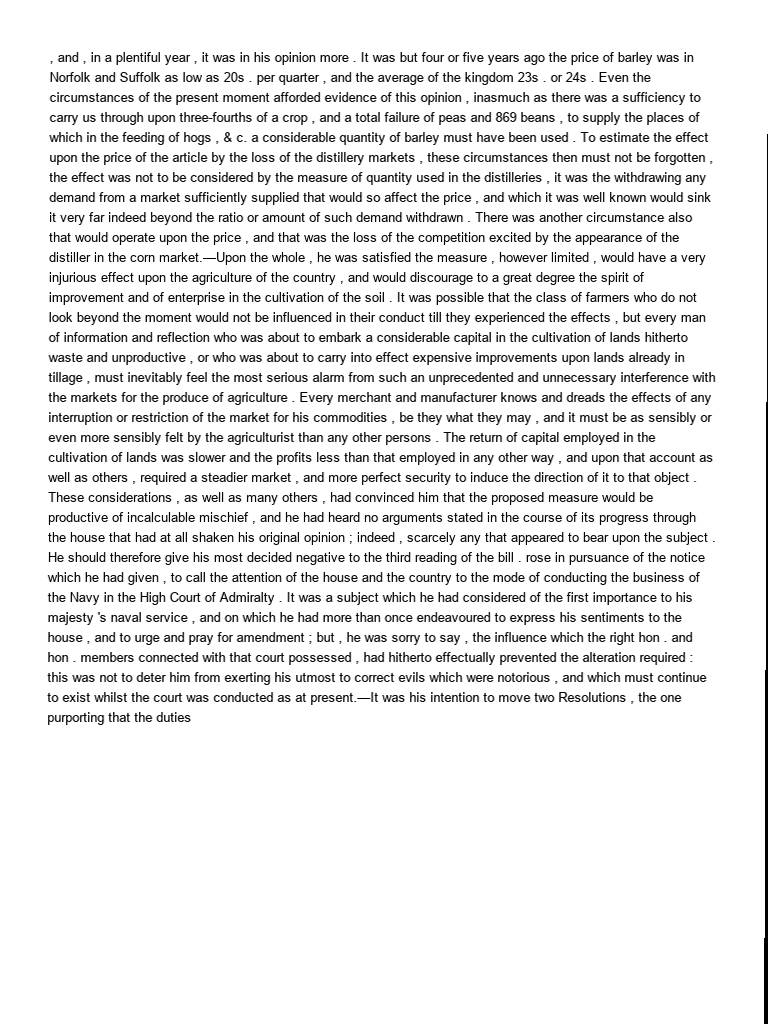 , and , in a plentiful year , it was in his opinion more . It was but four or five years ago the price of barley was in
Norfolk and Suffolk as low as 20s . per quarter , and the average of the kingdom 23s . or 24s . Even the
circumstances of the present moment afforded evidence of this opinion , inasmuch as there was a sufficiency to
carry us through upon three-fourths of a crop , and a total failure of peas and 869 beans , to supply the places of
which in the feeding of hogs , & c. a considerable quantity of barley must have been used . To estimate the effect
upon the price of the article by the loss of the distillery markets , these circumstances then must not be forgotten ,
the effect was not to be considered by the measure of quantity used in the distilleries , it was the withdrawing any
demand from a market sufficiently supplied that would so affect the price , and which it was well known would sink
it very far indeed beyond the ratio or amount of such demand withdrawn . There was another circumstance also
that would operate upon the price , and that was the loss of the competition excited by the appearance of the
distiller in the corn market.—Upon the whole , he was satisfied the measure , however limited , would have a very
injurious effect upon the agriculture of the country , and would discourage to a great degree the spirit of
improvement and of enterprise in the cultivation of the soil . It was possible that the class of farmers who do not
look beyond the moment would not be influenced in their conduct till they experienced the effects , but every man
of information and reflection who was about to embark a considerable capital in the cultivation of lands hitherto
waste and unproductive , or who was about to carry into effect expensive improvements upon lands already in
tillage , must inevitably feel the most serious alarm from such an unprecedented and unnecessary interference with
the markets for the produce of agriculture . Every merchant and manufacturer knows and dreads the effects of any
interruption or restriction of the market for his commodities , be they what they may , and it must be as sensibly or
even more sensibly felt by the agriculturist than any other persons . The return of capital employed in the
cultivation of lands was slower and the profits less than that employed in any other way , and upon that account as
well as others , required a steadier market , and more perfect security to induce the direction of it to that object .
These considerations , as well as many others , had convinced him that the proposed measure would be
productive of incalculable mischief , and he had heard no arguments stated in the course of its progress through
the house that had at all shaken his original opinion ; indeed , scarcely any that appeared to bear upon the subject .
He should therefore give his most decided negative to the third reading of the bill . rose in pursuance of the notice
which he had given , to call the attention of the house and the country to the mode of conducting the business of
the Navy in the High Court of Admiralty . It was a subject which he had considered of the first importance to his
majesty 's naval service , and on which he had more than once endeavoured to express his sentiments to the
house , and to urge and pray for amendment ; but , he was sorry to say , the influence which the right hon . and
hon . members connected with that court possessed , had hitherto effectually prevented the alteration required :
this was not to deter him from exerting his utmost to correct evils which were notorious , and which must continue
to exist whilst the court was conducted as at present.—It was his intention to move two Resolutions , the one
purporting that the duties